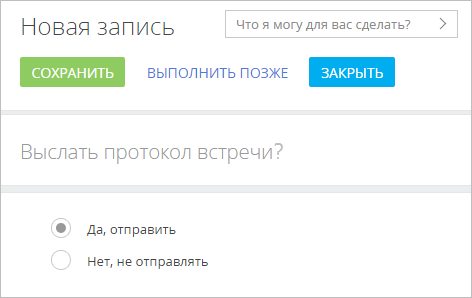 Новая запись
Что я могу для вас сделать?
СОХРАНИТЬ ВЫПОЛНИТЬ ПОЗЖЕ ЗАКРЫТЬ
Выслать протокол встречи?
Да, отправить
Нет, не отправлять